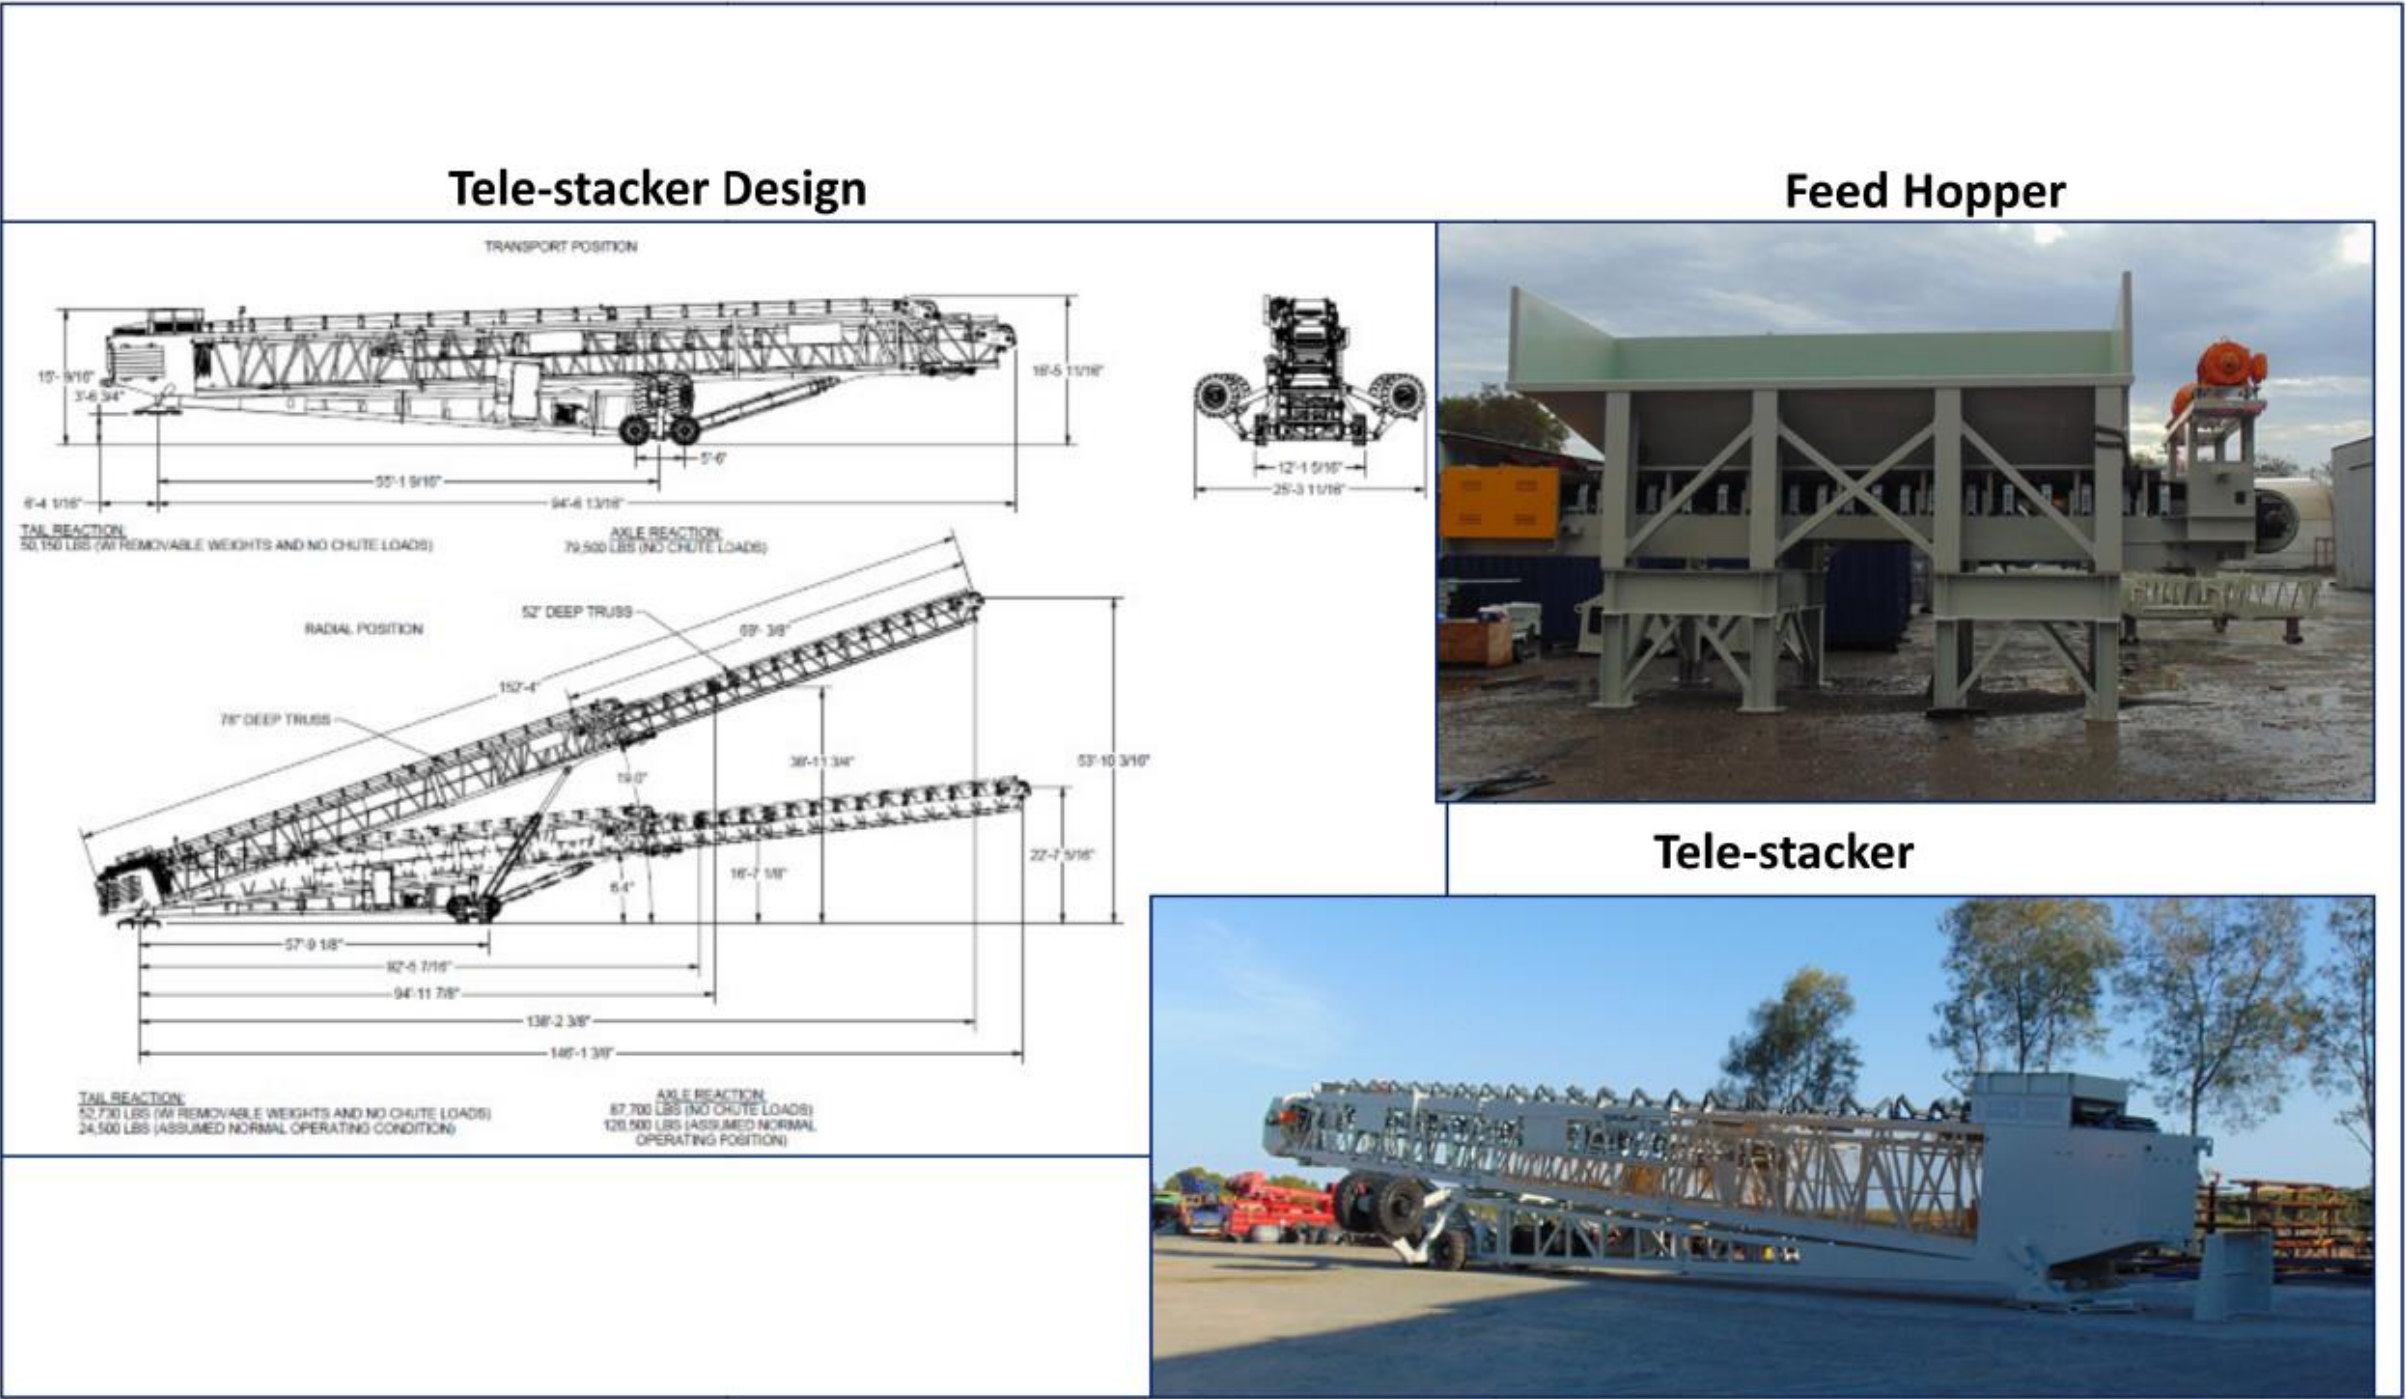 Tele-stacker Design
Feed Hopper
TRANSPORT POSITION
15'- 9/16"
3'-6 3/4"
16'-5 11/16"
5'-6"
55'-1 9/16"
6'-4 1/16"
94'-6 13/16"
12'-1 5/16"
25'-3 11/16"
TAIL REACTION:
50,150 LBS (W/ REMOVABLE WEIGHTS AND NO CHUTE LOADS)
AXLE REACTION:
79,500 LBS (NO CHUTE LOADS)
RADIAL POSITION
52" DEEP TRUSS
69'- 3/8"
152'-4"
78" DEEP TRUSS
19.0°
38'-11 3/4"
53'-10 3/16"
6.4°
16'-7 1/8"
22'-7 5/16"
57'-9 1/8"
92'-5 7/16"
94'-11 7/8"
138'-2 3/8"
146'-1 3/8"
TAIL REACTION:
52,730 LBS (W/ REMOVABLE WEIGHTS AND NO CHUTE LOADS)
24,500 LBS (ASSUMED NORMAL OPERATING CONDITION)
AXLE REACTION:
87,700 LBS (NO CHUTE LOADS)
LBS (ASSUMED NORMAL
OPERATING POSITION)
Tele-stacker